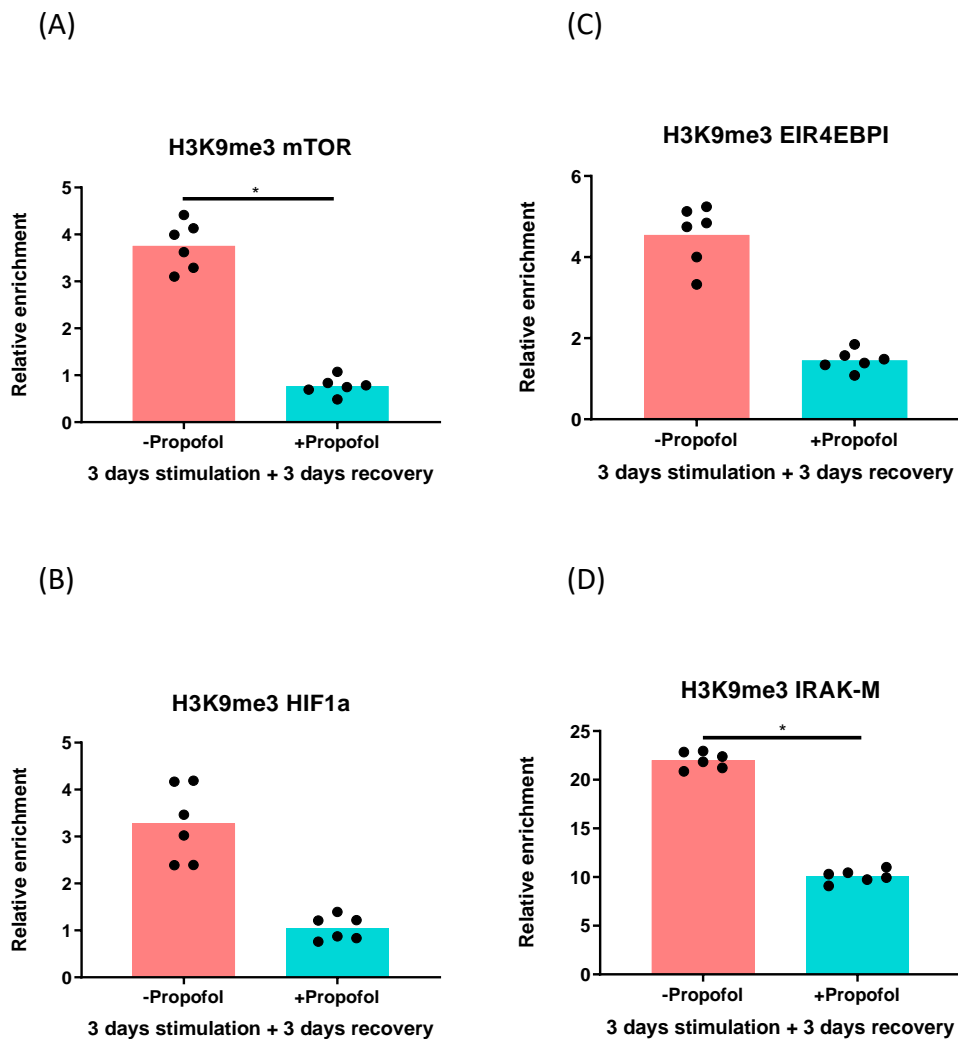 (A)
H3K9me3 mTOR
*
Relative enrichment
5
4
3
2
1
0
-Propofol +Propofol
3 days stimulation + 3 days recovery
(C)
H3K9me3 EIR4EBPI
Relative enrichment
6
4
2
0
-Propofol +Propofol
3 days stimulation + 3 days recovery
(B)
H3K9me3 HIF1a
Relative enrichment
5
4
3
2
1
0
-Propofol +Propofol
3 days stimulation + 3 days recovery
(D)
H3K9me3 IRAK-M
*
Relative enrichment
25
20
15
10
5
0
-Propofol +Propofol
3 days stimulation + 3 days recovery